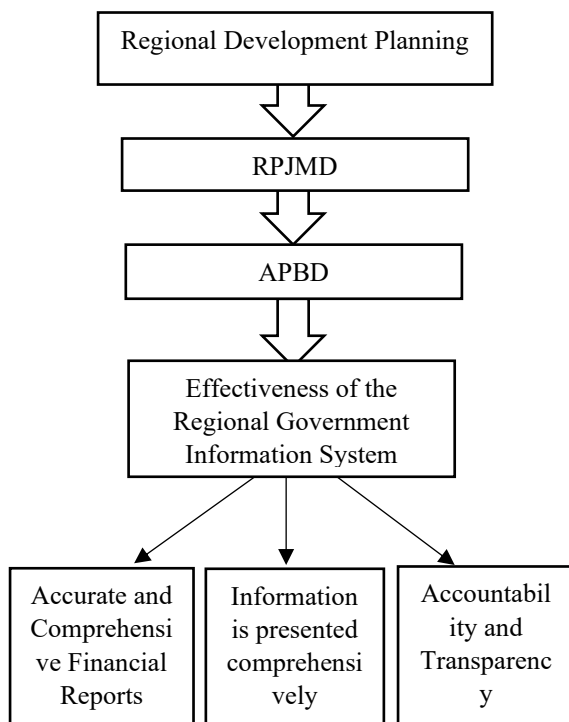 Regional Development Planning
RPJMD
APBD
Effectiveness of the
Regional Government
Information System
Accurate and
Comprehensi
ve Financial
Reports
Information
is presented
comprehensi
vely
Accountabil
ity and
Transparenc
y